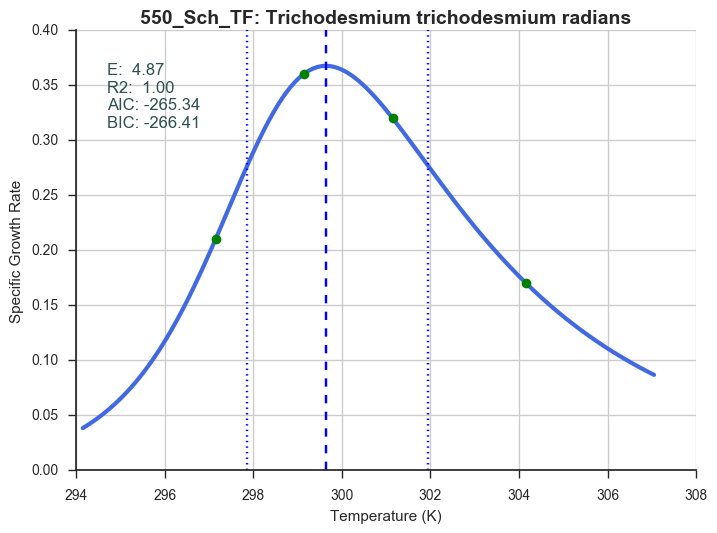 550_Sch_TF: Trichodesmium trichodesmium radians
E:  4.87
R2:  1.00
AIC: -265.34
BIC: -266.41
0.40
0.35
0.30
0.25
0.20
0.15
0.10
0.05
0.00
Specific Growth Rate
294 296 298 300 302 304 306 308
Temperature (K)